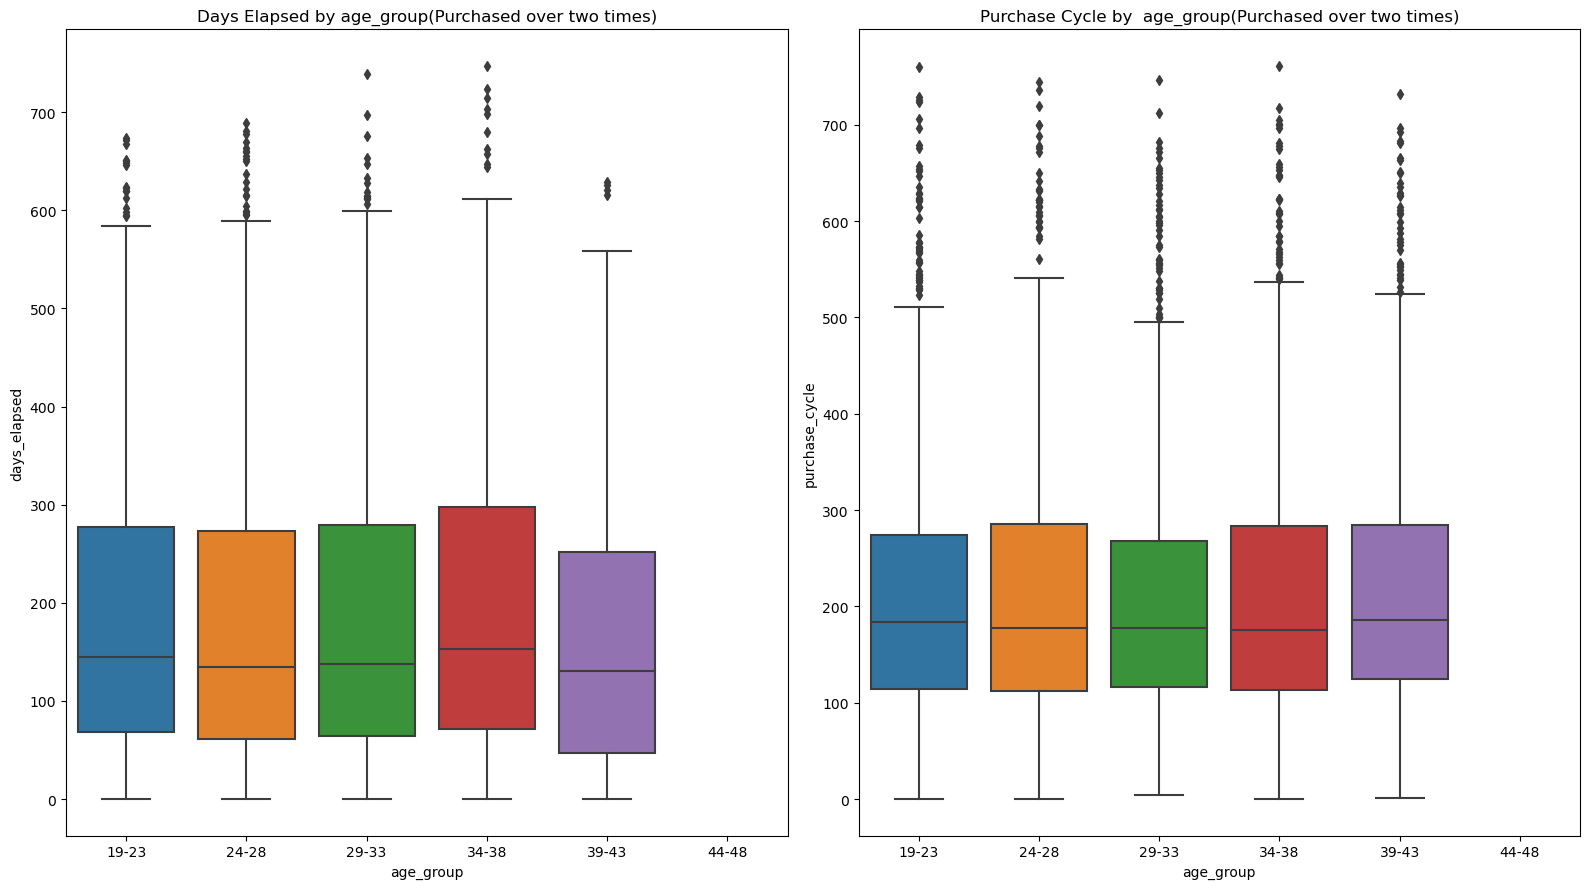 Days Elapsed by age_group(Purchased over two times)
days_elapsed
700
600
500
400
300
200
100
0
19-23 24-28 29-33 34-38 39-43 44-48
age_group
Purchase Cycle by  age_group(Purchased over two times)
purchase_cycle
700
600
500
400
300
200
100
0
19-23 24-28 29-33 34-38 39-43 44-48
age_group